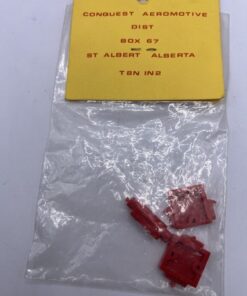 CONQUEST AEROMOTIVE
DIST
BOX 67
ST ALBERT ALBERTA
T8N 1N2